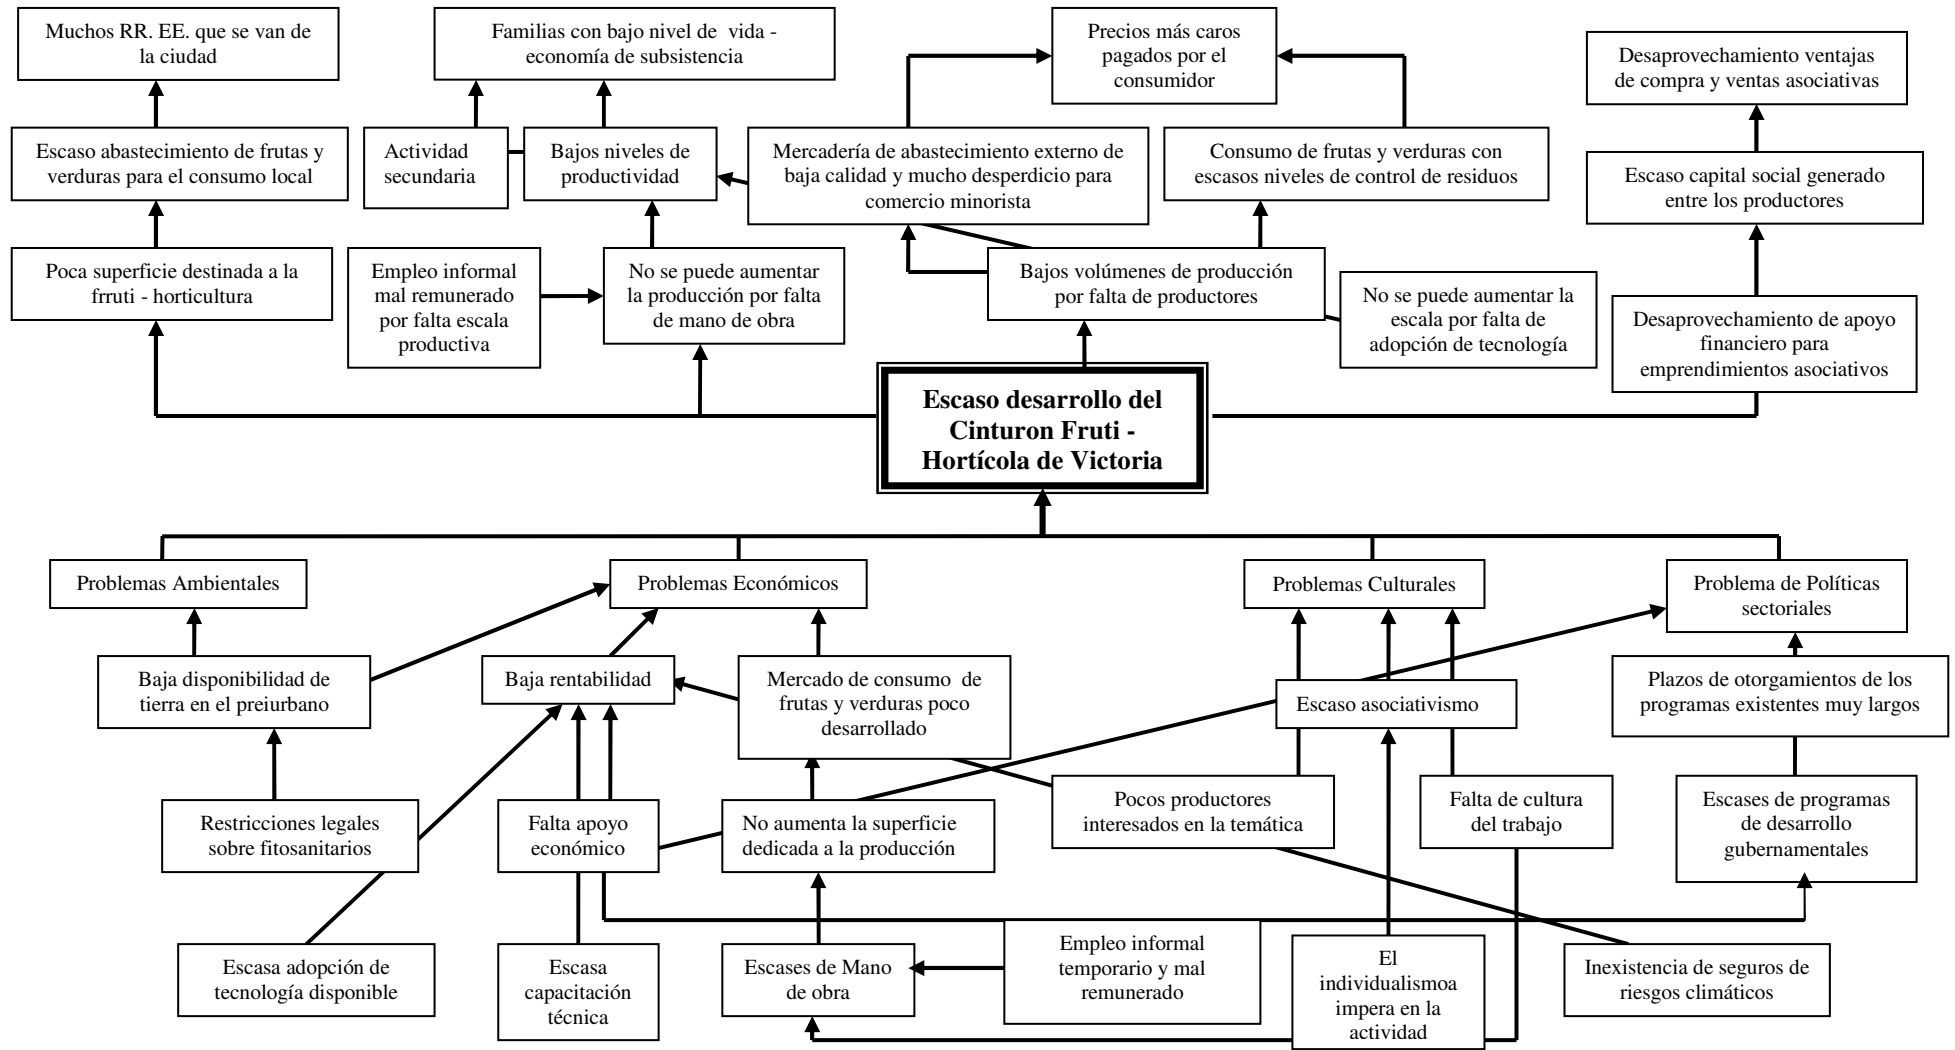 Muchos RR. EE. que se van de
la ciudad
Familias con bajo nivel de vida -
economía de subsistencia
Precios más caros
pagados por el
consumidor
Desaprovechamiento ventajas
de compra y ventas asociativas
Escaso abastecimiento de frutas y
verduras para el consumo local
Actividad
secundaria
Bajos niveles de
productividad
Mercadería de abastecimiento externo de
baja calidad y mucho desperdicio para
comercio minorista
Consumo de frutas y verduras con
escasos niveles de control de residuos
Escaso capital social generado
entre los productores
Poca superficie destinada a la
frruti - horticultura
Empleo informal
mal remunerado
por falta escala
productiva
No se puede aumentar
la producción por falta
de mano de obra
Bajos volúmenes de producción
por falta de productores
No se puede aumentar la
escala por falta de
adopción de tecnología
Desaprovechamiento de apoyo
financiero para
emprendimientos asociativos
Escaso desarrollo del
Cinturon Fruti -
Hortícola de Victoria
Problemas Ambientales
Problemas Económicos
Problemas Culturales
Problema de Políticas
sectoriales
Baja disponibilidad de
tierra en el preiurbano
Baja rentabilidad
Mercado de consumo de
frutas y verduras poco
desarrollado
Escaso asociativismo
Plazos de otorgamientos de los
programas existentes muy largos
Restricciones legales
sobre fitosanitarios
Falta apoyo
económico
No aumenta la superficie
dedicada a la producción
Pocos productores
interesados en la temática
Falta de cultura
del trabajo
Escases de programas
de desarrollo
gubernamentales
Escasa adopción de
tecnología disponible
Escasa
capacitación
técnica
Escases de Mano
de obra
Empleo informal
temporario y mal
remunerado
El
individualismoa
impera en la
actividad
Inexistencia de seguros de
riesgos climáticos